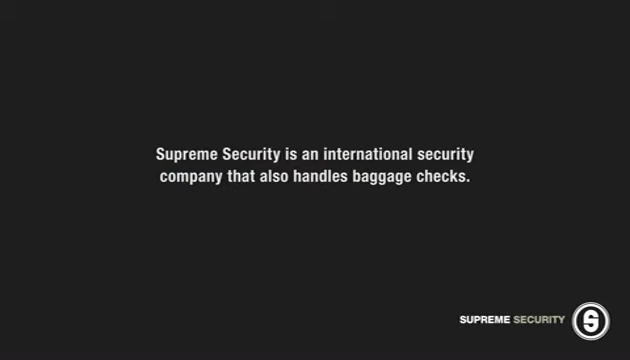 Supreme Security is an international security
company that also handles baggage checks.
SUPREME SECURITY S